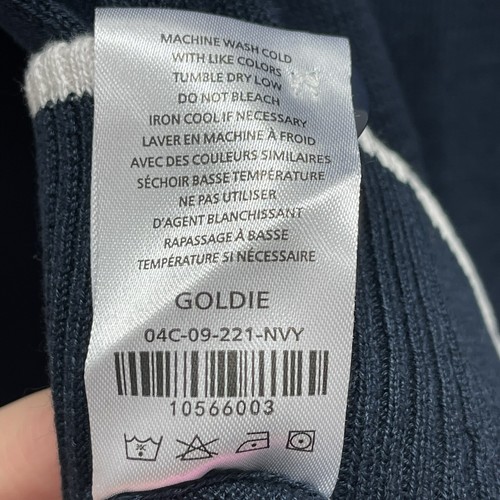 MACHINE WASH COLD
WITH LIKE COLORS
TUMBLE DRY LOW
DO NOT BLEACH
IRON COOL IF NECESSARY
LAVER EN MACHINE À FROID
AVEC DES COULEURS SIMILAIRES
SÉCHOIR BASSE TEMPÉRATURE
NE PAS UTILISER
D'AGENT BLANCHISSANT
RAPASSAGE À BASSE
TEMPÉRATURE SI NÉCESSAIRE
GOLDIE
04C-09-221-NVY
10566003